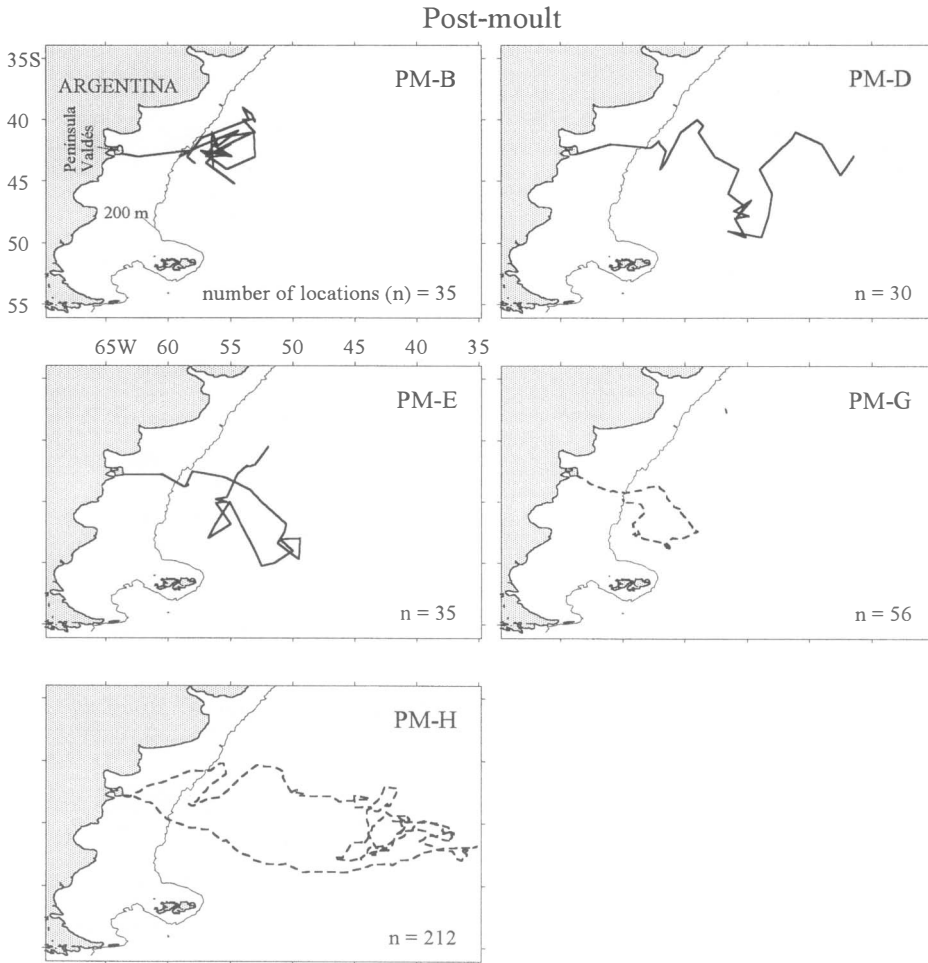 Post-moult
35S
40
45
50
55
ARGENTINA
Península
Valdés
200 m
PM-B
number of locations (n) = 35
PM-D
n = 30
65W 60 55 50 45 40 35
PM-E
n = 35
PM-G
n = 56
PM-H
n = 212